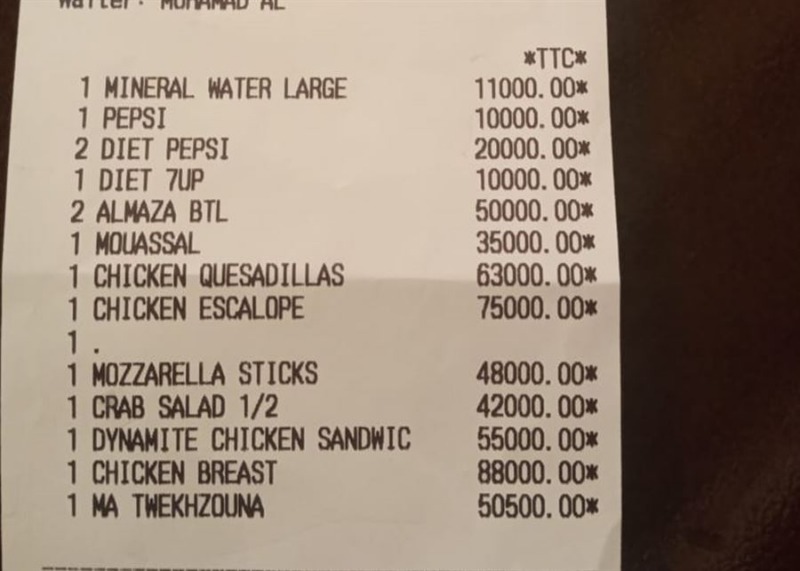 Waiter: MOHAMAD AL
*TTC*
1 MINERAL WATER LARGE 11000.00*
1 PEPSI 10000.00*
2 DIET PEPSI 20000.00*
1 DIET 7UP 10000.00*
2 ALMAZA BTL 50000.00*
1 MOUASSAL 35000.00*
1 CHICKEN QUESADILLAS 63000.00*
1 CHICKEN ESCALOPE 75000.00*
1 .
1 MOZZARELLA STICKS 48000.00*
1 CRAB SALAD 1/2 42000.00*
1 DYNAMITE CHICKEN SANDWIC 55000.00*
1 CHICKEN BREAST 88000.00*
1 MA TWEKHZOUNA 50500.00*